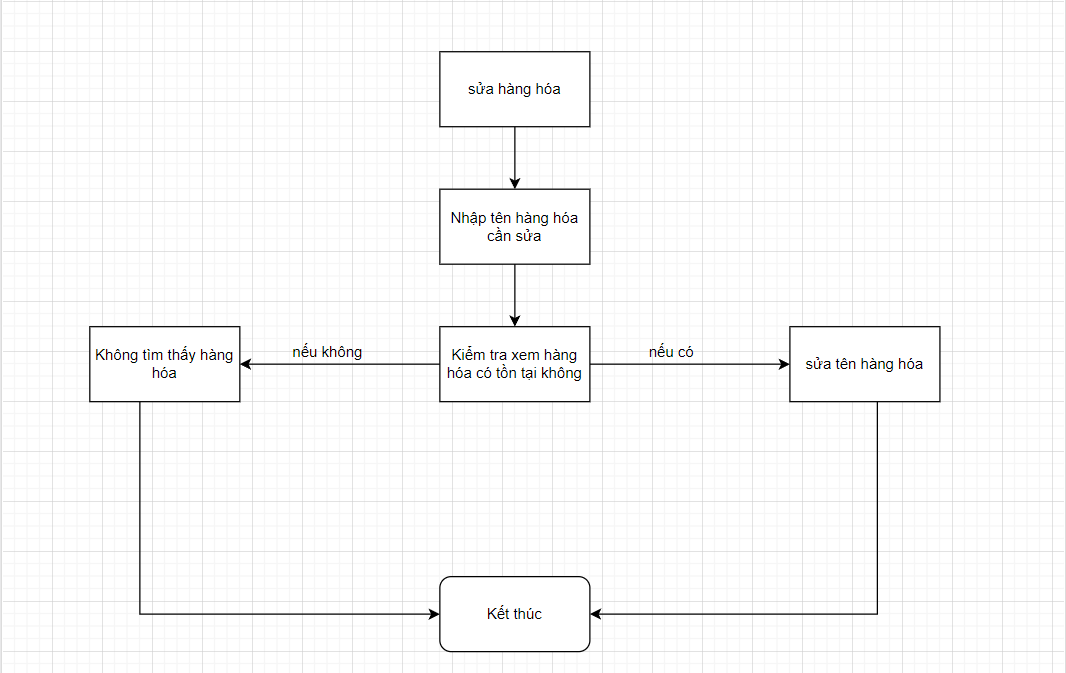 sửa hàng hóa
Nhập tên hàng hóa
cần sửa
Không tìm thấy hàng
hóa
nếu không
Kiểm tra xem hàng
hóa có tồn tại không
nếu có
sửa tên hàng hóa
Kết thúc